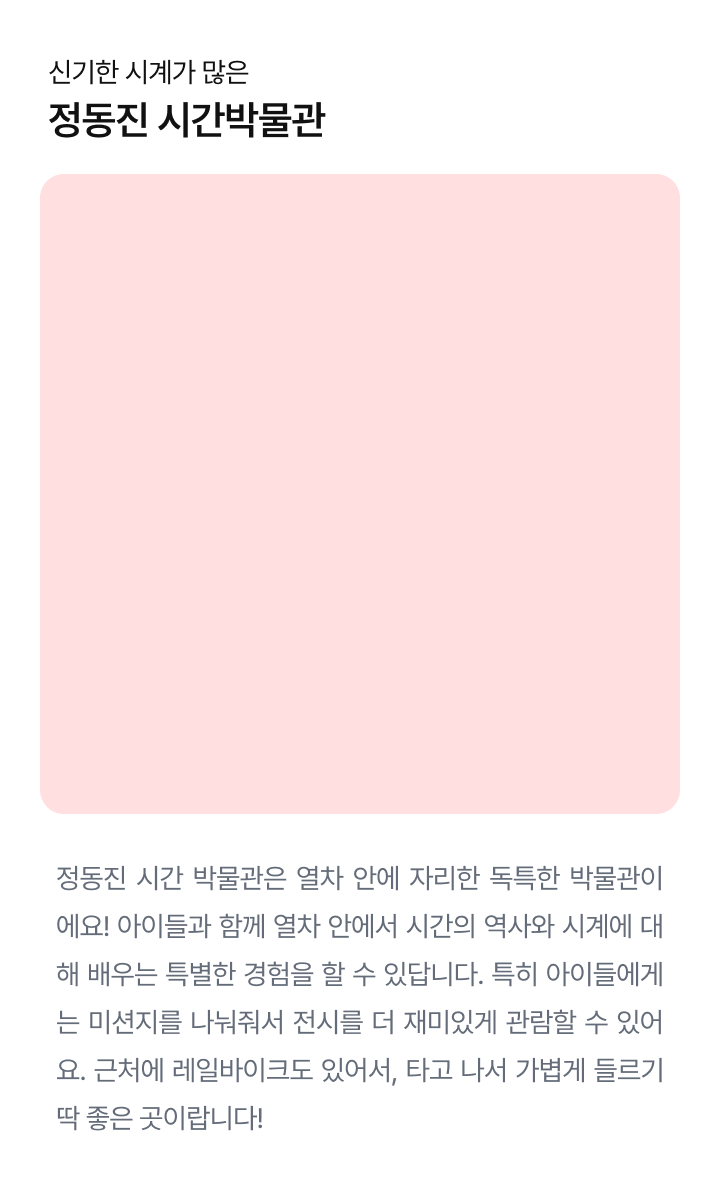 신기한 시계가 많은
정동진 시간박물관
정동진 시간 박물관은 열차 안에 자리한 독특한 박물관이
에요! 아이들과 함께 열차 안에서 시간의 역사와 시계에 대
해 배우는 특별한 경험을 할 수 있답니다. 특히 아이들에게
는 미션지를 나눠줘서 전시를 더 재미있게 관람할 수 있어
요. 근처에 레일바이크도 있어서, 타고 나서 가볍게 들르기
딱 좋은 곳이랍니다!